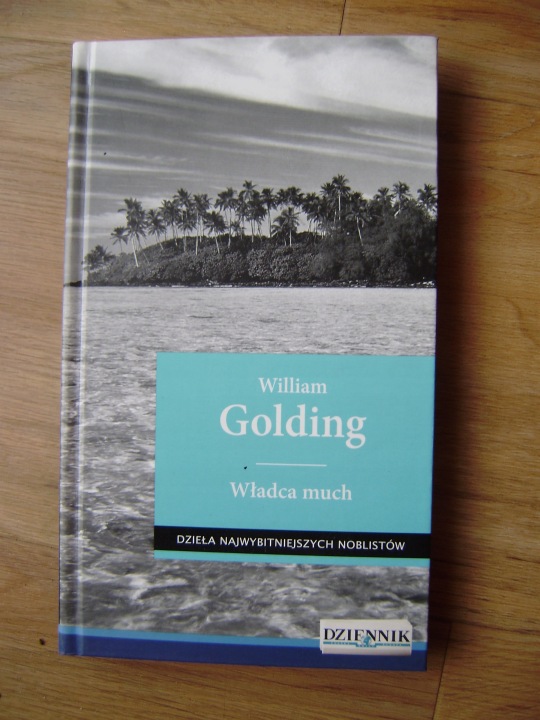 William
Golding
Władca much
DZIEŁA NAJWYBITNIEJSZYCH NOBLISTÓW
DZIENNIK